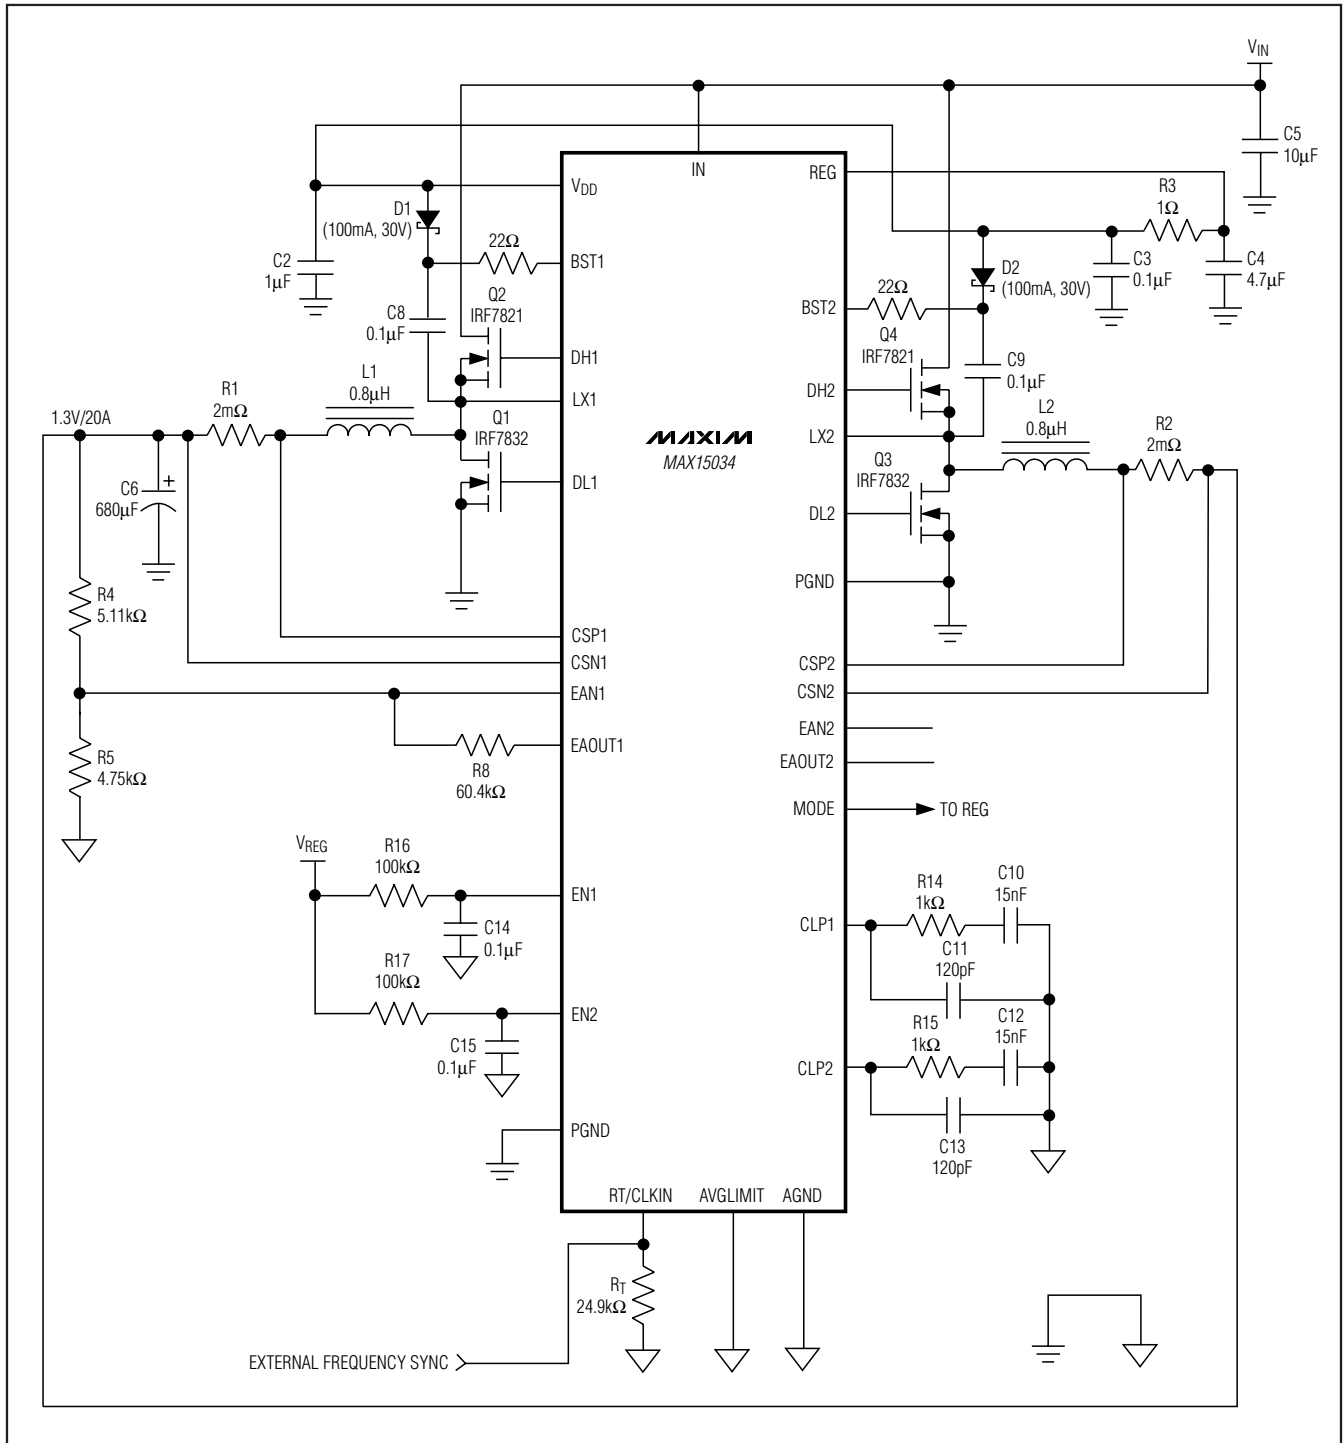 V_IN
C5
10µF
IN
REG
V_DD
D1
(100mA, 30V)
R3
1Ω
22Ω
BST1
C2
1µF
C3
0.1µF
C4
4.7µF
D2
(100mA, 30V)
22Ω
BST2
Q2
IRF7821
C8
0.1µF
Q4
IRF7821
DH1
C9
0.1µF
L1
0.8µH
DH2
R1
2mΩ
LX1
L2
0.8µH
1.3V/20A
Q1
IRF7832
MAXIM
MAX15034
LX2
R2
2mΩ
Q3
IRF7832
C6
680µF
+
DL1
DL2
PGND
R4
5.11kΩ
CSP1
CSN1
CSP2
CSN2
EAN1
EAN2
EAOUT1
EAOUT2
R5
4.75kΩ
R8
60.4kΩ
MODE
TO REG
V_REG
R16
100kΩ
EN1
C14
0.1µF
R14
1kΩ
C10
15nF
CLP1
C11
120pF
R17
100kΩ
EN2
C15
0.1µF
R15
1kΩ
C12
15nF
CLP2
C13
120pF
PGND
RT/CLKIN
AVGLIMIT
AGND
R_T
24.9kΩ
EXTERNAL FREQUENCY SYNC